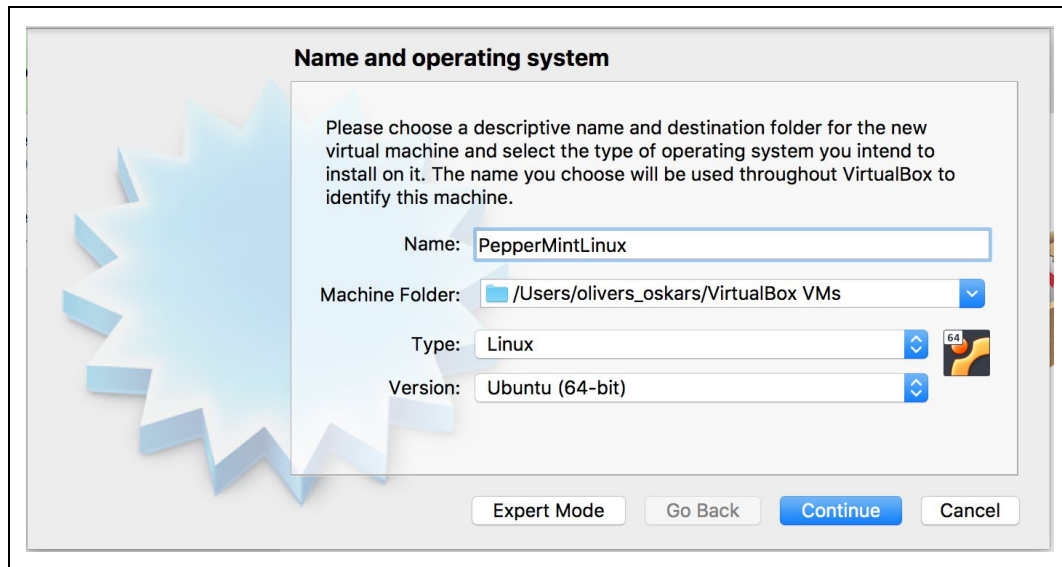 Name and operating system
Please choose a descriptive name and destination folder for the new
virtual machine and select the type of operating system you intend to
install on it. The name you choose will be used throughout VirtualBox to
identify this machine.
Name: PepperMintLinux
Machine Folder: /Users/olivers_oskars/VirtualBox VMs
Type: Linux
64
Version: Ubuntu (64-bit)
Expert Mode Go Back Continue Cancel